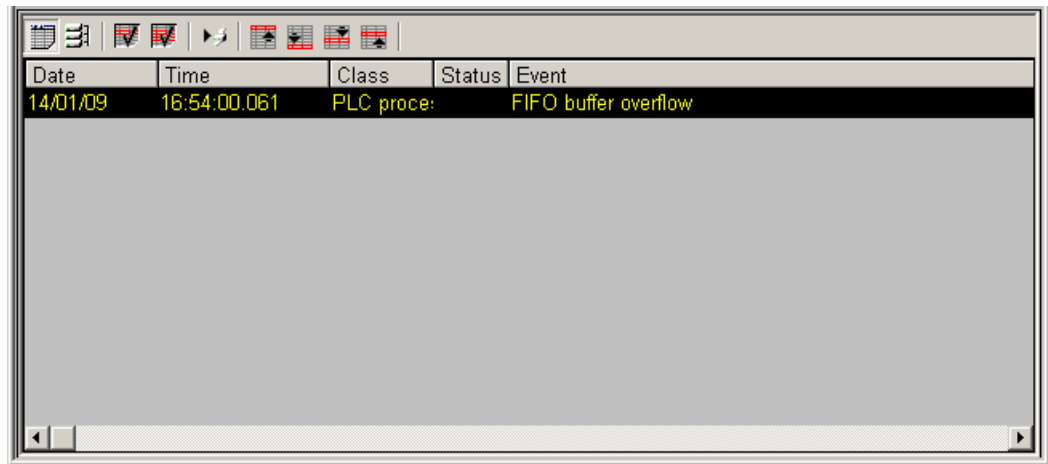 Date Time Class Status Event
14/01/09 16:54:00.061 PLC proce FIFO buffer overflow